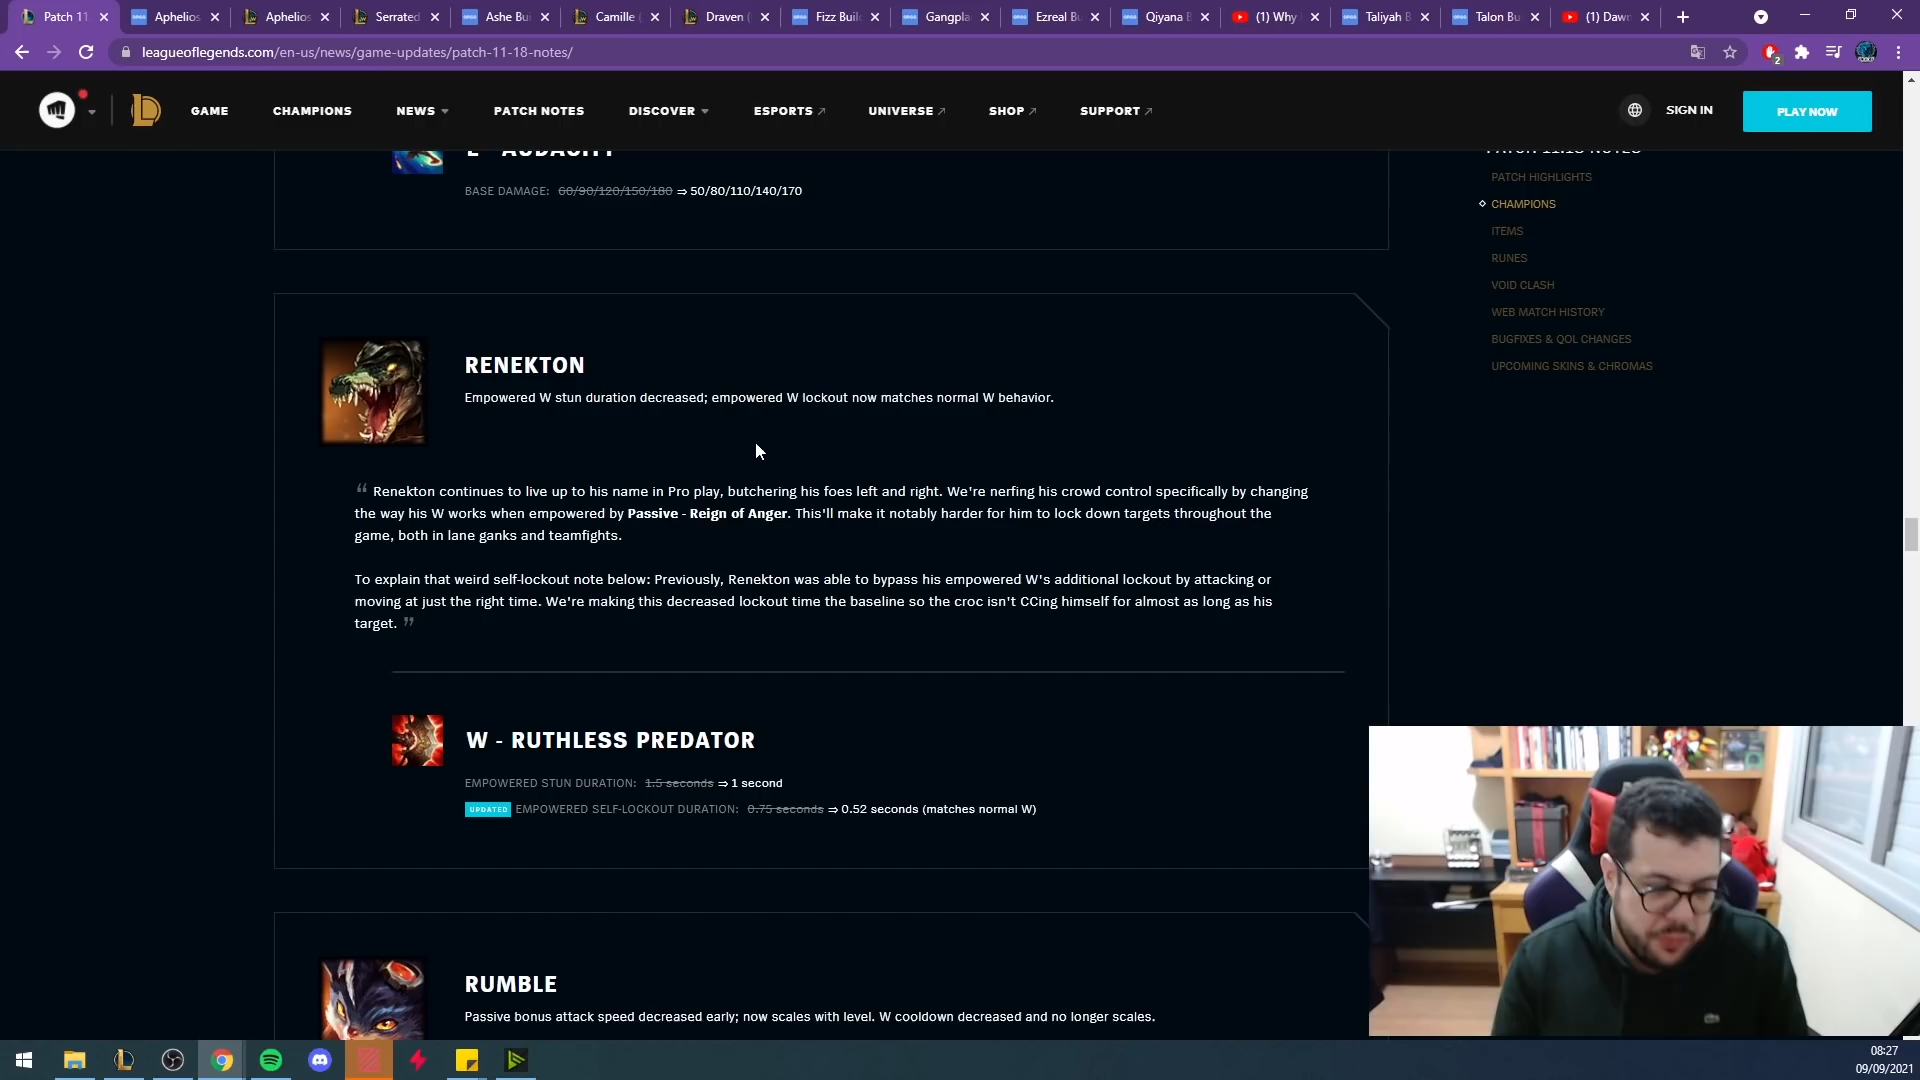 Patch 11
Aphelios
Aphelios
Serrated
Ashe Bui
Camille (
Draven (
Fizz Buil
Gangpla
Ezreal Bu
Qiyana B
(1) Why
Taliyah B
Talon Bu
(1) Dawn
leagueoflegends.com/en-us/news/game-updates/patch-11-18-notes/
2
GAME
CHAMPIONS
NEWS
PATCH NOTES
DISCOVER
ESPORTS
UNIVERSE
SHOP
SUPPORT
SIGN IN
PLAY NOW
E - AUDACITY
BASE DAMAGE: 60/90/120/150/180 ⇒ 50/80/110/140/170
PATCH 11.18 NOTES
PATCH HIGHLIGHTS
CHAMPIONS
ITEMS
RUNES
VOID CLASH
WEB MATCH HISTORY
BUGFIXES & QOL CHANGES
UPCOMING SKINS & CHROMAS
RENEKTON
Empowered W stun duration decreased; empowered W lockout now matches normal W behavior.
“ Renekton continues to live up to his name in Pro play, butchering his foes left and right. We're nerfing his crowd control specifically by changing
the way his W works when empowered by Passive - Reign of Anger. This'll make it notably harder for him to lock down targets throughout the
game, both in lane ganks and teamfights.
To explain that weird self-lockout note below: Previously, Renekton was able to bypass his empowered W's additional lockout by attacking or
moving at just the right time. We're making this decreased lockout time the baseline so the croc isn't CCing himself for almost as long as his
target. ”
W - RUTHLESS PREDATOR
EMPOWERED STUN DURATION: 1.5 seconds ⇒ 1 second
UPDATED EMPOWERED SELF-LOCKOUT DURATION: 0.75 seconds ⇒ 0.52 seconds (matches normal W)
RUMBLE
Passive bonus attack speed decreased early; now scales with level. W cooldown decreased and no longer scales.
08:27
09/09/2021